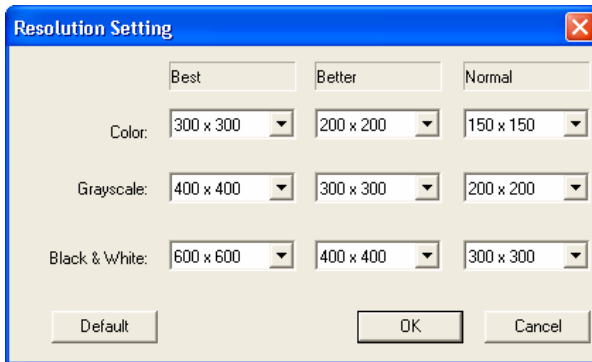 Resolution Setting
Best Better Normal
Color: 300 x 300 200 x 200 150 x 150
Grayscale: 400 x 400 300 x 300 200 x 200
Black & White: 600 x 600 400 x 400 300 x 300
Default OK Cancel